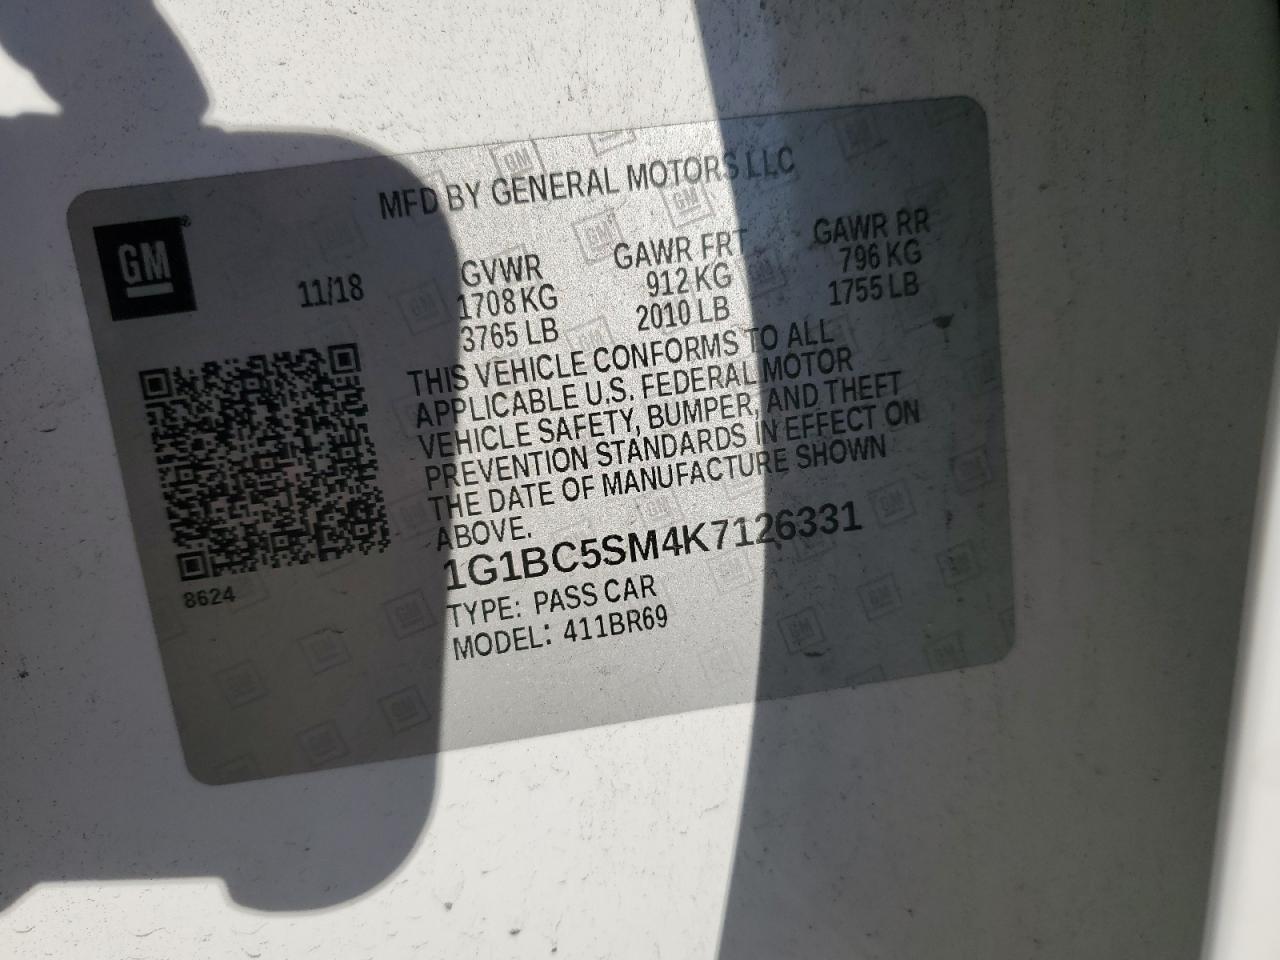 MFD BY GENERAL MOTORS LLC
GM®
11/18
GVWR GAWR FRT GAWR RR
1708 KG 912 KG 796 KG
3765 LB 2010 LB 1755 LB
THIS VEHICLE CONFORMS TO ALL
APPLICABLE U.S. FEDERAL MOTOR
VEHICLE SAFETY, BUMPER, AND THEFT
PREVENTION STANDARDS IN EFFECT ON
THE DATE OF MANUFACTURE SHOWN
ABOVE.
1G1BC5SM4K7126331
8624
TYPE: PASS CAR
MODEL: 411BR69